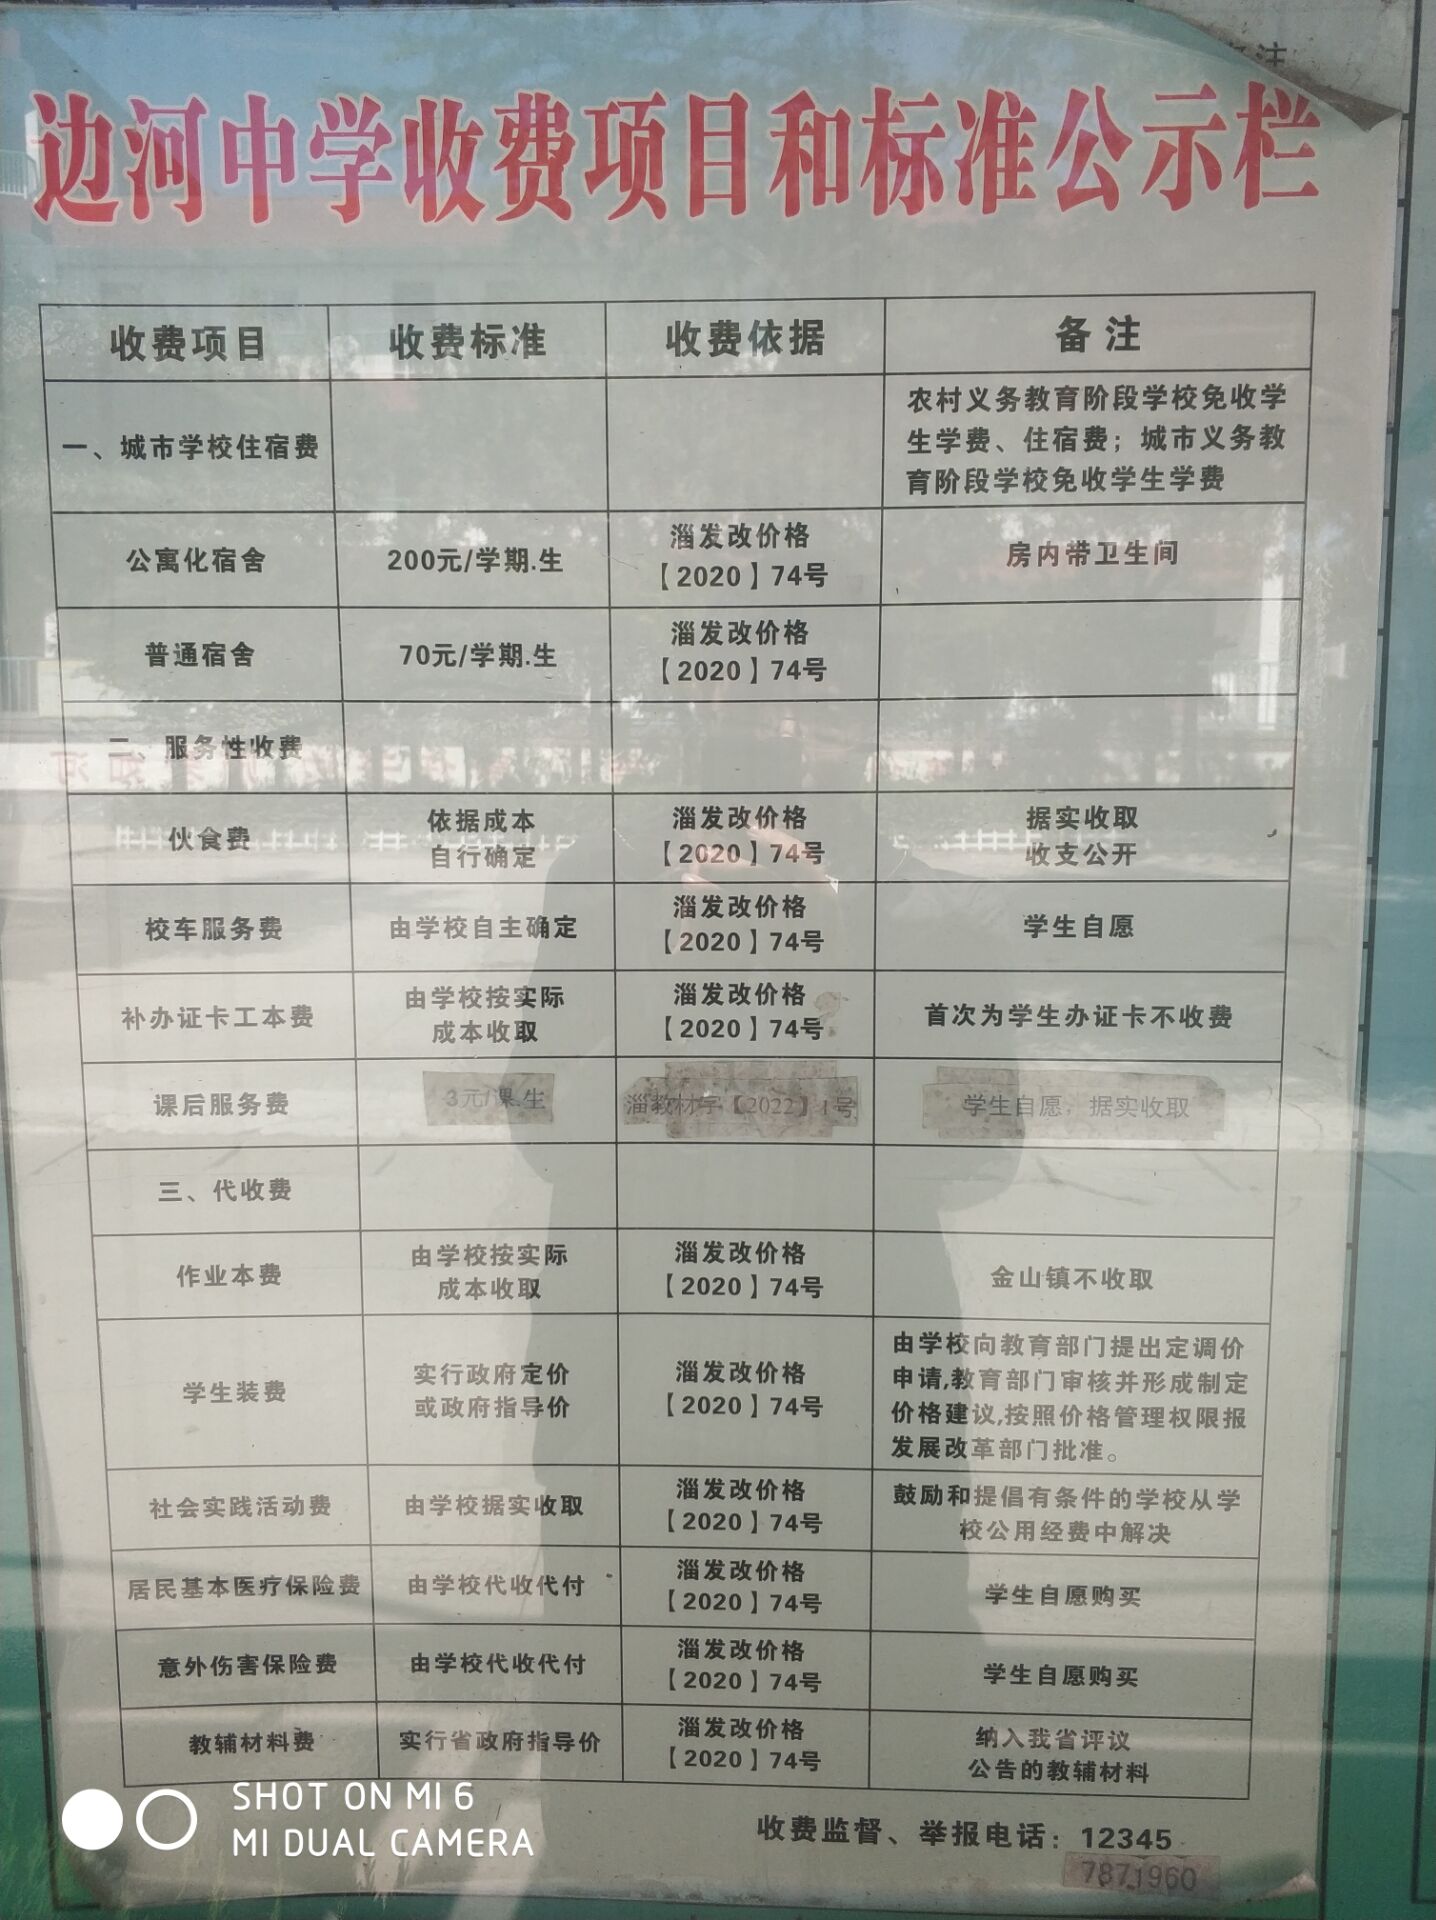 边河中学收费项目和标准公示栏
收费项目 收费标准 收费依据 备注
一、城市学校住宿费 农村义务教育阶段学校免收学
生学费、住宿费；城市义务教
育阶段学校免收学生学费
公寓化宿舍 200元/学期.生 淄发改价格
【2020】74号 房内带卫生间
普通宿舍 70元/学期.生 淄发改价格
【2020】74号
二、服务性收费
伙食费 依据成本
自行确定 淄发改价格
【2020】74号 据实收取
收支公开
校车服务费 由学校自主确定 淄发改价格
【2020】74号 学生自愿
补办证卡工本费 由学校按实际
成本收取 淄发改价格
【2020】74号 首次为学生办证卡不收费
课后服务费 3元/课.生 淄教材字【2022】1号 学生自愿，据实收取
三、代收费
作业本费 由学校按实际
成本收取 淄发改价格
【2020】74号 金山镇不收取
学生装费 实行政府定价
或政府指导价 淄发改价格
【2020】74号 由学校向教育部门提出定调价
申请,教育部门审核并形成制定
价格建议,按照价格管理权限报
发展改革部门批准。
社会实践活动费 由学校据实收取 淄发改价格
【2020】74号 鼓励和提倡有条件的学校从学
校公用经费中解决
居民基本医疗保险费 由学校代收代付 淄发改价格
【2020】74号 学生自愿购买
意外伤害保险费 由学校代收代付 淄发改价格
【2020】74号 学生自愿购买
教辅材料费 实行省政府指导价 淄发改价格
【2020】74号 纳入我省评议
公告的教辅材料
收费监督、举报电话：12345
7871960
SHOT ON MI 6
MI DUAL CAMERA